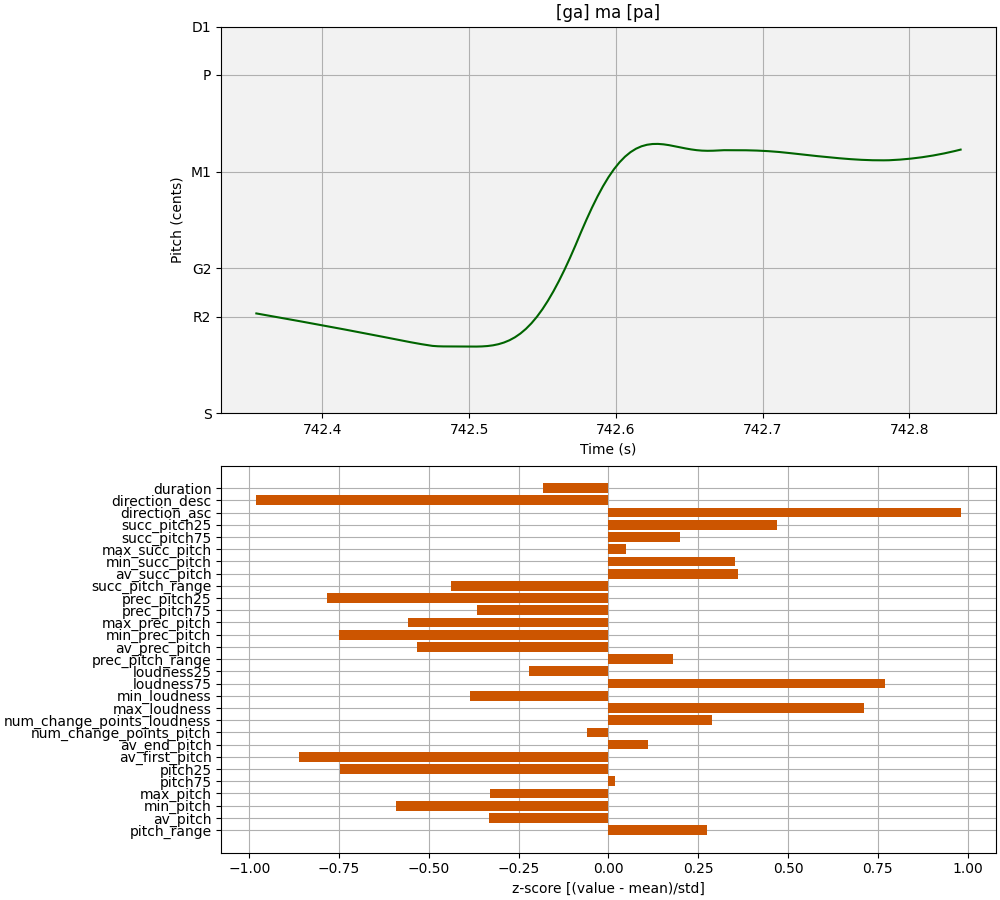 [ga] ma [pa]
D1
P
M1
G2
R2
S
Pitch (cents)
742.4 742.5 742.6 742.7 742.8
Time (s)
duration
direction_desc
direction_asc
succ_pitch25
succ_pitch75
max_succ_pitch
min_succ_pitch
av_succ_pitch
succ_pitch_range
prec_pitch25
prec_pitch75
max_prec_pitch
min_prec_pitch
av_prec_pitch
prec_pitch_range
loudness25
loudness75
min_loudness
max_loudness
num_change_points_loudness
num_change_points_pitch
av_end_pitch
av_first_pitch
pitch25
pitch75
max_pitch
min_pitch
av_pitch
pitch_range
−1.00 −0.75 −0.50 −0.25 0.00 0.25 0.50 0.75 1.00
z-score [(value - mean)/std]